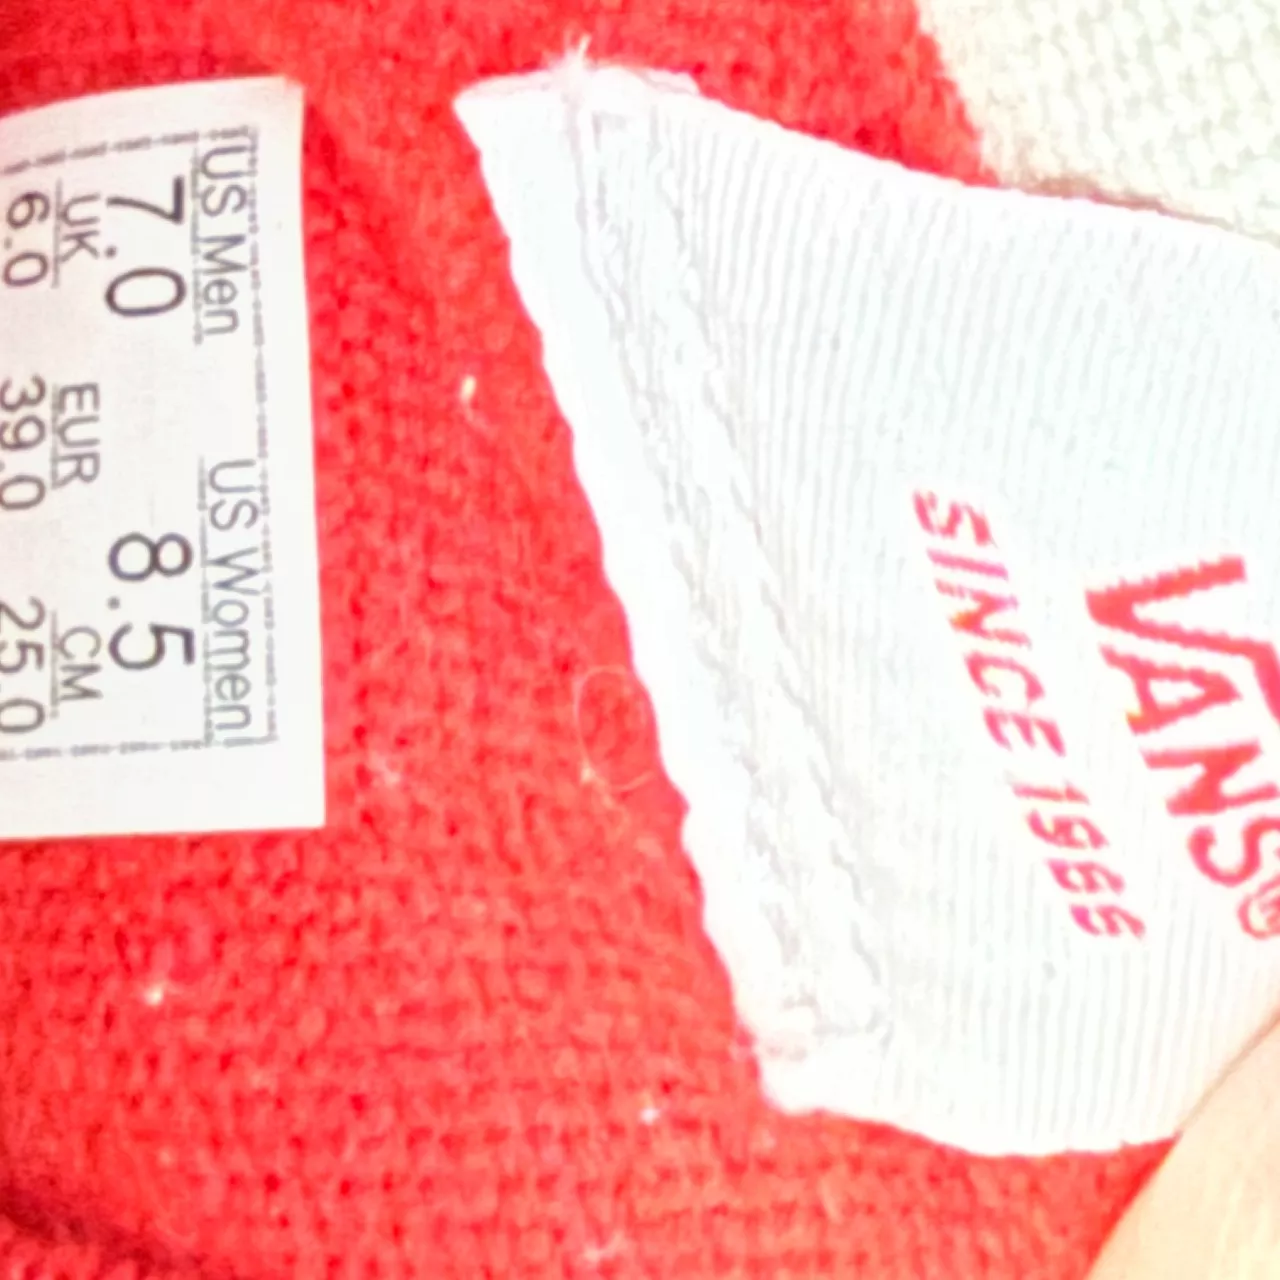 US Men US Women
7.0 8.5
UK EUR CM
6.0 39.0 25.0
VANS®
SINCE 1966